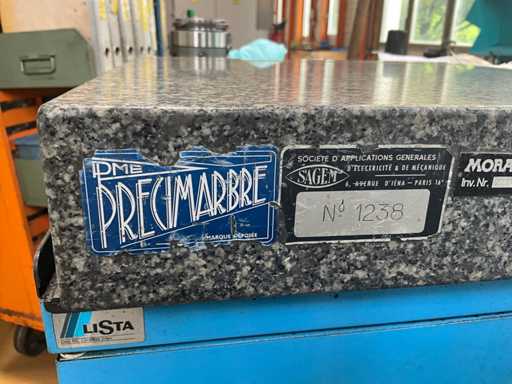 DME
PRECIMARBRE
MARQUE DÉPOSÉE
SOCIÉTÉ D'APPLICATIONS GÉNÉRALES
D'ÉLECTRICITÉ & DE MÉCANIQUE
SAGEM
6, AVENUE D'IÉNA - PARIS 16e
No 1238
MORA
Inv. Nr.
LISTA